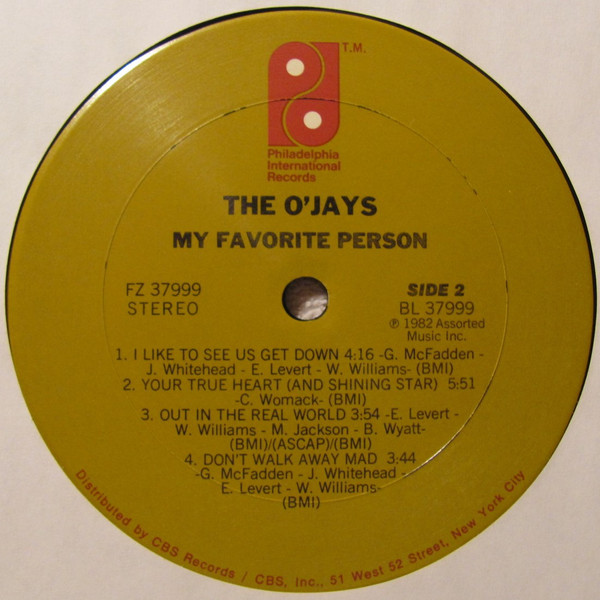 T.M.
Philadelphia
International
Records
THE O'JAYS
MY FAVORITE PERSON
FZ 37999
STEREO
SIDE 2
BL 37999
℗ 1982 Assorted
Music Inc.
1. I LIKE TO SEE US GET DOWN 4:16 -G. McFadden -
J. Whitehead - E. Levert - W. Williams- (BMI)
2. YOUR TRUE HEART (AND SHINING STAR) 5:51
-C. Womack- (BMI)
3. OUT IN THE REAL WORLD 3:54 -E. Levert -
W. Williams - M. Jackson - B. Wyatt-
(BMI)/(ASCAP)/(BMI)
4. DON'T WALK AWAY MAD 3:44
-G. McFadden - J. Whitehead -
E. Levert - W. Williams-
(BMI)
Distributed by CBS Records / CBS, Inc., 51 West 52 Street, New York City